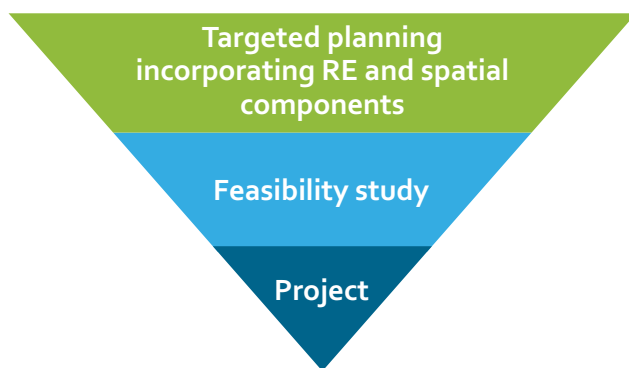 Targeted planning
incorporating RE and spatial
components
Feasibility study
Project